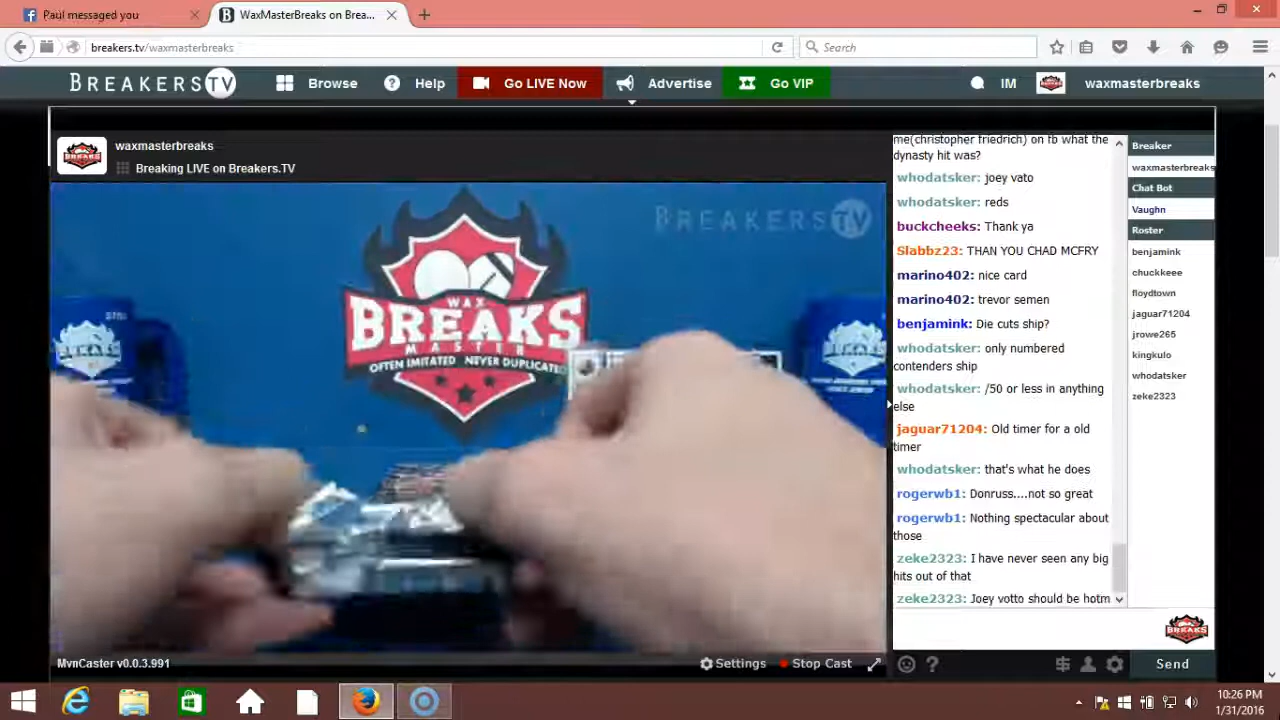 Paul messaged you
WaxMasterBreaks on Brea...
breakers.tv/waxmasterbreaks
Search
BREAKERSTV
Browse
Help
Go LIVE Now
Advertise
Go VIP
IM
waxmasterbreaks
waxmasterbreaks
Breaking LIVE on Breakers.TV
BREAKERSTV
WAX
BREAKS
MASTER
OFTEN IMITATED NEVER DUPLICATED
me(christopher friedrich) on fb what the
dynasty hit was?
whodatsker: joey vato
whodatsker: reds
buckcheeks: Thank ya
Slabbz23: THAN YOU CHAD MCFRY
marino402: nice card
marino402: trevor semen
benjamink: Die cuts ship?
whodatsker: only numbered
contenders ship
whodatsker: /50 or less in anything
else
jaguar71204: Old timer for a old
timer
whodatsker: that's what he does
rogerwb1: Donruss....not so great
rogerwb1: Nothing spectacular about
those
zeke2323: I have never seen any big
hits out of that
zeke2323: Joey votto should be hotm
Breaker
waxmasterbreaks
Chat Bot
Vaughn
Roster
benjamink
chuckkeee
floydtown
jaguar71204
jrowe265
kingkulo
whodatsker
zeke2323
BREAKS
MvnCaster v0.0.3.991
Settings
Stop Cast
Send
10:26 PM
1/31/2016